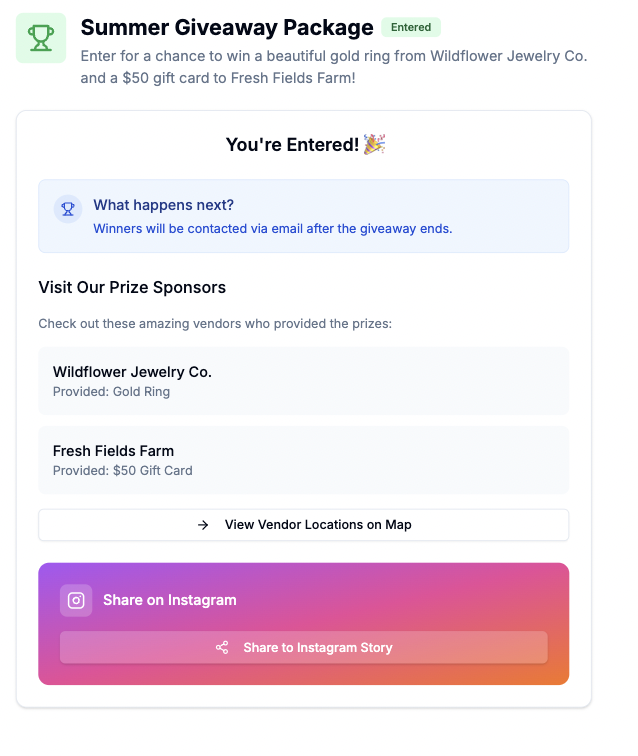 Summer Giveaway Package
Entered
Enter for a chance to win a beautiful gold ring from Wildflower Jewelry Co.
and a $50 gift card to Fresh Fields Farm!
You're Entered! 🎉
What happens next?
Winners will be contacted via email after the giveaway ends.
Visit Our Prize Sponsors
Check out these amazing vendors who provided the prizes:
Wildflower Jewelry Co.
Provided: Gold Ring
Fresh Fields Farm
Provided: $50 Gift Card
View Vendor Locations on Map
Share on Instagram
Share to Instagram Story